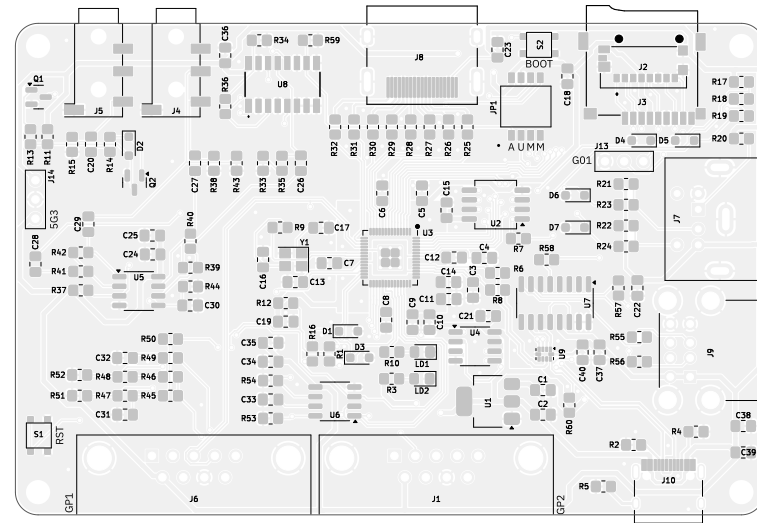 C36
R34
R59
J8
C23
S2
BOOT
Q1
R36
U8
J2
R17
C18
J3
R18
JP1
J5
J4
R19
R13
R11
R15
C20
R14
D2
R32
R31
R30
R29
R28
R27
R26
R25
AUMM
D4
D5
R20
J13
G01
J14
Q2
C27
R38
R43
R33
R35
C26
R21
5G3
C6
C5
C15
D6
R23
J7
C29
R40
R9
C17
U3
U2
D7
R22
C28
C25
Y1
R7
R24
R42
C24
C16
C7
C12
C4
R58
R41
R39
U5
C13
C14
C3
R6
R37
R44
C11
R8
R57
C22
C30
R12
U7
C19
C8
C9
C10
C21
D1
R16
U4
R50
C35
R1
D3
R55
C32
R49
C34
R10
LD1
U9
C40
C37
J9
R56
R52
R48
R46
R54
R3
LD2
C1
R51
R47
R45
C33
U1
C2
R60
C31
R53
U6
S1
RST
C38
R4
R2
C39
GP1
J6
J1
GP2
R5
J10